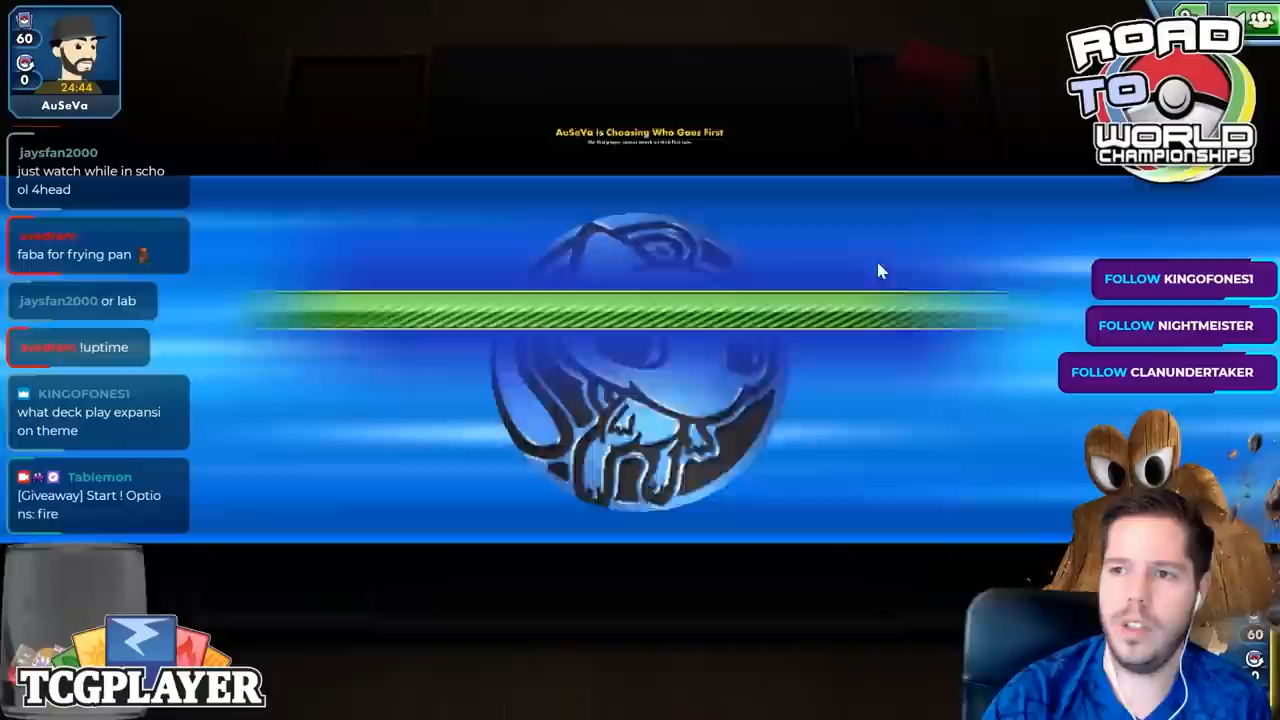 60
0
24:44
AuSeVa
jaysfan2000
just watch while in scho
ol 4head
faba for frying pan
jaysfan2000 or lab
!uptime
KINGOFONES1
what deck play expansi
on theme
Tablemon
[Giveaway] Start ! Optio
ns: fire
AuSeVa is Choosing Who Goes First
ROAD
TO
WORLD
CHAMPIONSHIPS
FOLLOW KINGOFONES1
FOLLOW NIGHTMEISTER
FOLLOW CLANUNDERTAKER
60
TCGPLAYER